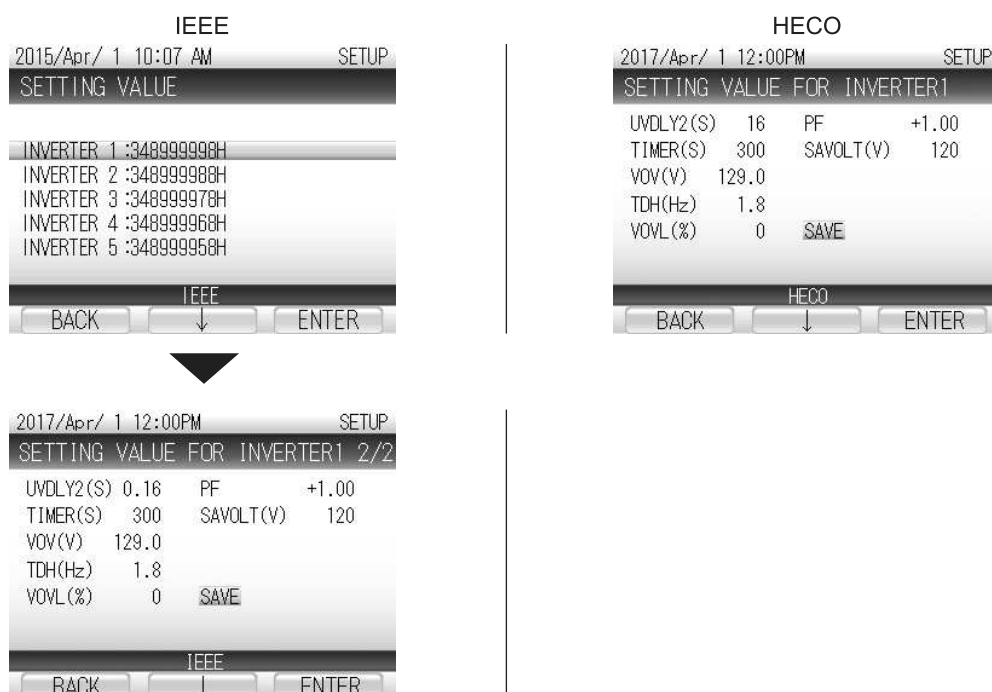 IEEE
2015/Apr/ 1 10:07 AM SETUP
SETTING VALUE
INVERTER 1 :348999998H
INVERTER 2 :348999988H
INVERTER 3 :348999978H
INVERTER 4 :348999968H
INVERTER 5 :348999958H
IEEE
BACK ↓ ENTER
2017/Apr/ 1 12:00PM SETUP
SETTING VALUE FOR INVERTER1 2/2
UVDLY2(S) 0.16 PF +1.00
TIMER(S) 300 SAVOLT(V) 120
VOV(V) 129.0
TDH(Hz) 1.8
VOVL(%) 0 SAVE
IEEE
BACK ↓ ENTER
HECO
2017/Apr/ 1 12:00PM SETUP
SETTING VALUE FOR INVERTER1
UVDLY2(S) 16 PF +1.00
TIMER(S) 300 SAVOLT(V) 120
VOV(V) 129.0
TDH(Hz) 1.8
VOVL(%) 0 SAVE
HECO
BACK ↓ ENTER